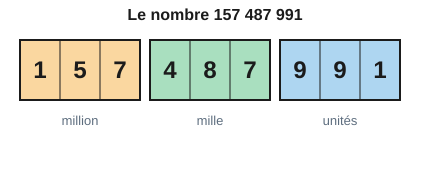 Le nombre 157 487 991
1 5 7 4 8 7 9 9 1
million mille unités